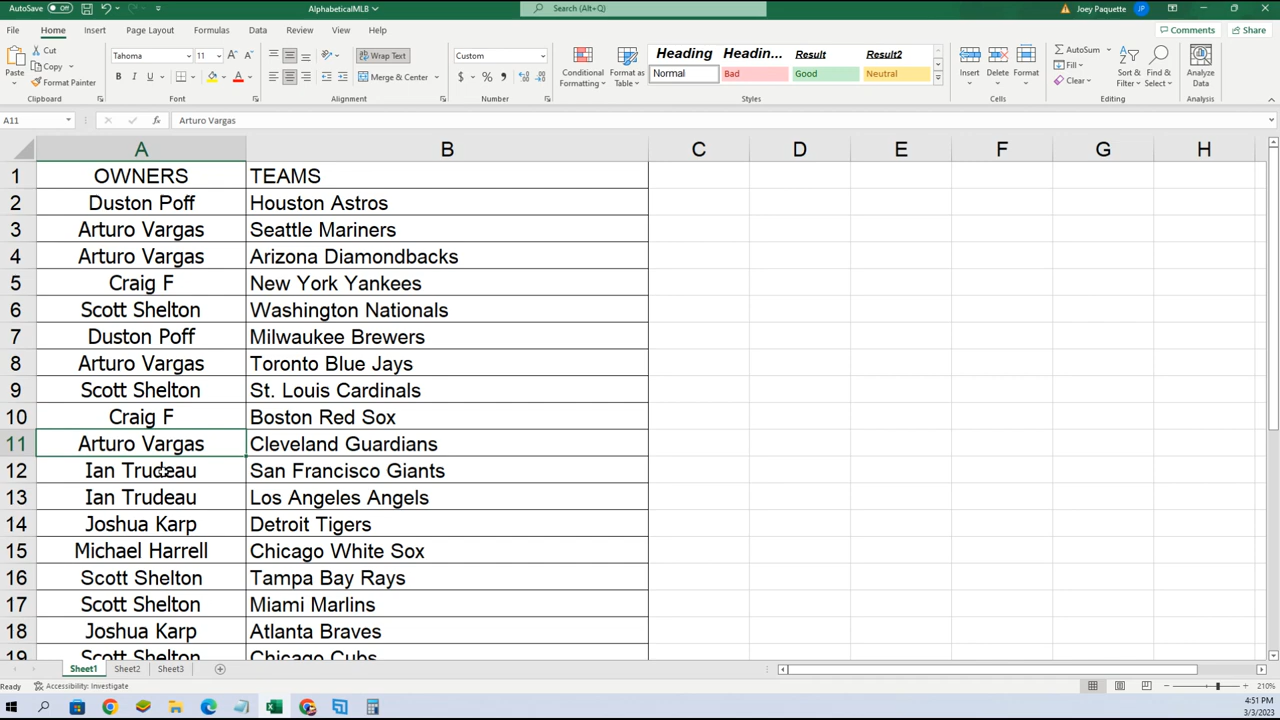 AutoSave Off AlphabeticalMLB Search (Alt+Q) Joey Paquette JP
File Home Insert Page Layout Formulas Data Review View Help Comments Share
Paste Cut Copy Format Painter Clipboard
Tahoma 11 B I U A Font
Wrap Text Merge & Center Alignment
Custom $ % , Number
Conditional Formatting Format as Table
Heading Headin... Result Result2
Normal Bad Good Neutral
Styles
Insert Delete Format Cells
AutoSum Fill Clear Sort & Filter Find & Select Editing
Analyze Data Analysis
A11 fx Arturo Vargas
A B C D E F G H
1 OWNERS TEAMS
2 Duston Poff Houston Astros
3 Arturo Vargas Seattle Mariners
4 Arturo Vargas Arizona Diamondbacks
5 Craig F New York Yankees
6 Scott Shelton Washington Nationals
7 Duston Poff Milwaukee Brewers
8 Arturo Vargas Toronto Blue Jays
9 Scott Shelton St. Louis Cardinals
10 Craig F Boston Red Sox
11 Arturo Vargas Cleveland Guardians
12 Ian Trudeau San Francisco Giants
13 Ian Trudeau Los Angeles Angels
14 Joshua Karp Detroit Tigers
15 Michael Harrell Chicago White Sox
16 Scott Shelton Tampa Bay Rays
17 Scott Shelton Miami Marlins
18 Joshua Karp Atlanta Braves
19 Scott Shelton Chicago Cubs
Sheet1 Sheet2 Sheet3
Ready Accessibility: Investigate 210%
4:51 PM
3/3/2023